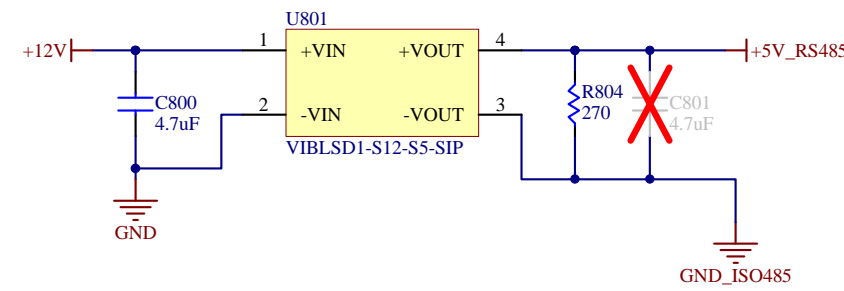 U801
+12V
1
+VIN
+VOUT
4
+5V_RS485
C800
4.7uF
2
-VIN
-VOUT
3
R804
270
C801
4.7uF
VIBLSD1-S12-S5-SIP
GND
GND_ISO485